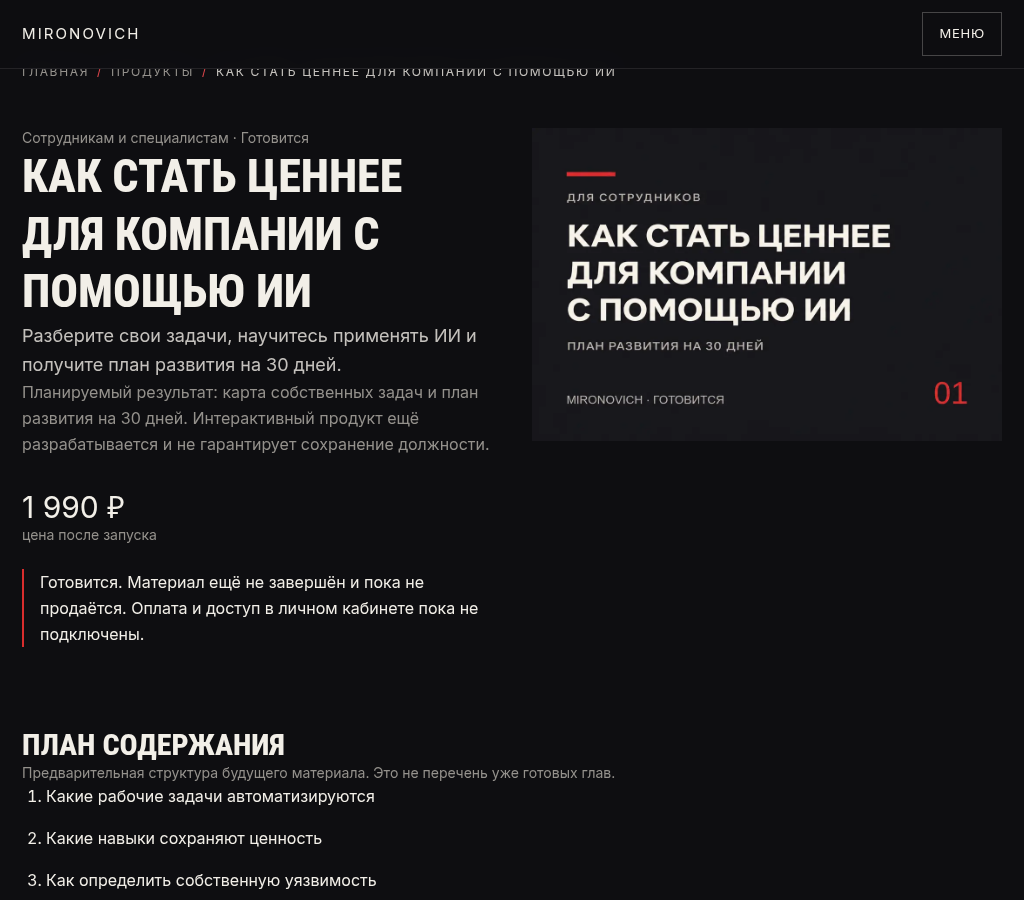 MIRONOVICH
МЕНЮ
ГЛАВНАЯ / ПРОДУКТЫ / КАК СТАТЬ ЦЕННЕЕ ДЛЯ КОМПАНИИ С ПОМОЩЬЮ ИИ
Сотрудникам и специалистам · Готовится
КАК СТАТЬ ЦЕННЕЕ
ДЛЯ КОМПАНИИ С
ПОМОЩЬЮ ИИ
Разберите свои задачи, научитесь применять ИИ и
получите план развития на 30 дней.
Планируемый результат: карта собственных задач и план
развития на 30 дней. Интерактивный продукт ещё
разрабатывается и не гарантирует сохранение должности.
1 990 ₽
цена после запуска
Готовится. Материал ещё не завершён и пока не
продаётся. Оплата и доступ в личном кабинете пока не
подключены.
ДЛЯ СОТРУДНИКОВ
КАК СТАТЬ ЦЕННЕЕ
ДЛЯ КОМПАНИИ
С ПОМОЩЬЮ ИИ
ПЛАН РАЗВИТИЯ НА 30 ДНЕЙ
MIRONOVICH · ГОТОВИТСЯ
01
ПЛАН СОДЕРЖАНИЯ
Предварительная структура будущего материала. Это не перечень уже готовых глав.
1. Какие рабочие задачи автоматизируются
2. Какие навыки сохраняют ценность
3. Как определить собственную уязвимость